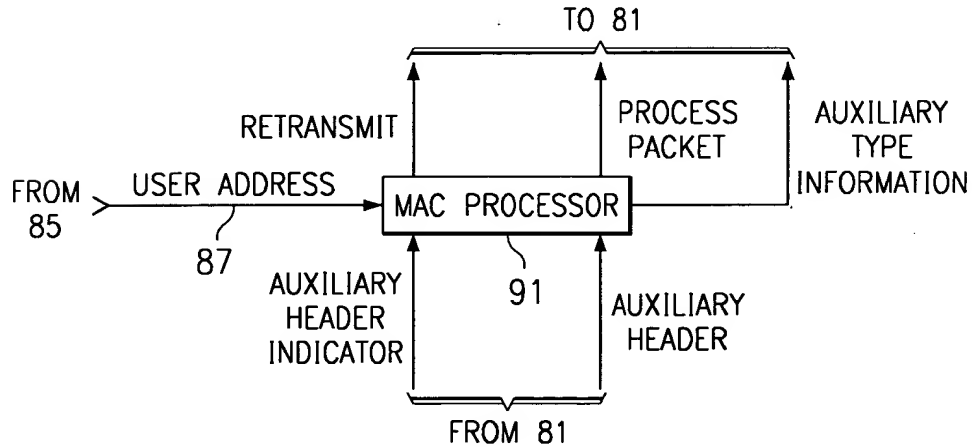 TO 81
RETRANSMIT
PROCESS
PACKET
AUXILIARY
TYPE
INFORMATION
FROM
85
USER ADDRESS
87
MAC PROCESSOR
91
AUXILIARY
HEADER
INDICATOR
AUXILIARY
HEADER
FROM 81